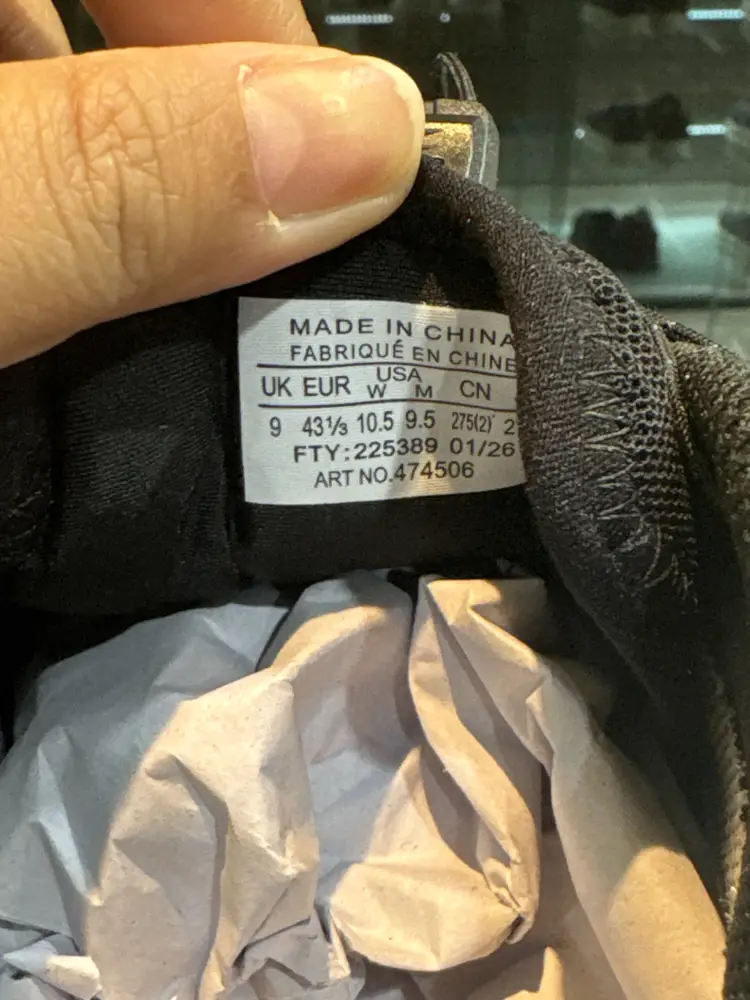 MADE IN CHINA
FABRIQUÉ EN CHINE
USA
UK EUR W M CN
9 43⅓ 10.5 9.5 275(2) 2
FTY:225389 01/26
ART NO.474506